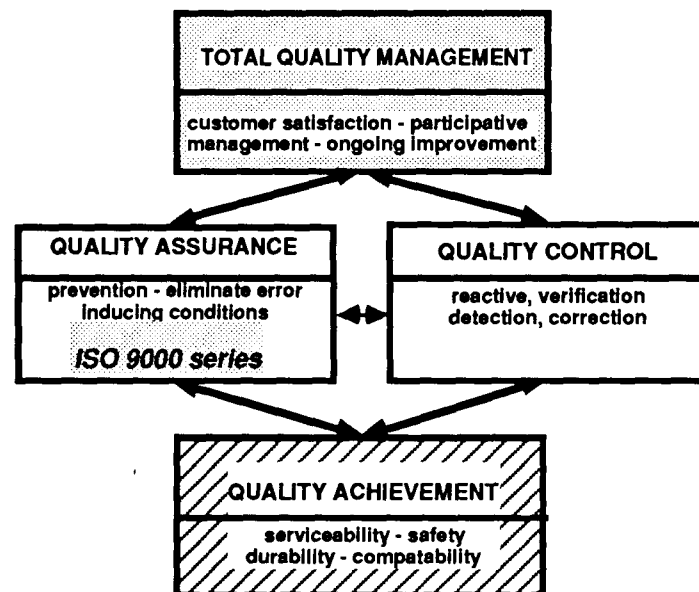 TOTAL QUALITY MANAGEMENT
customer satisfaction - participative
management - ongoing improvement
QUALITY ASSURANCE
prevention - eliminate error
inducing conditions
ISO 9000 series
QUALITY CONTROL
reactive, verification
detection, correction
QUALITY ACHIEVEMENT
serviceability - safety
durability - compatability